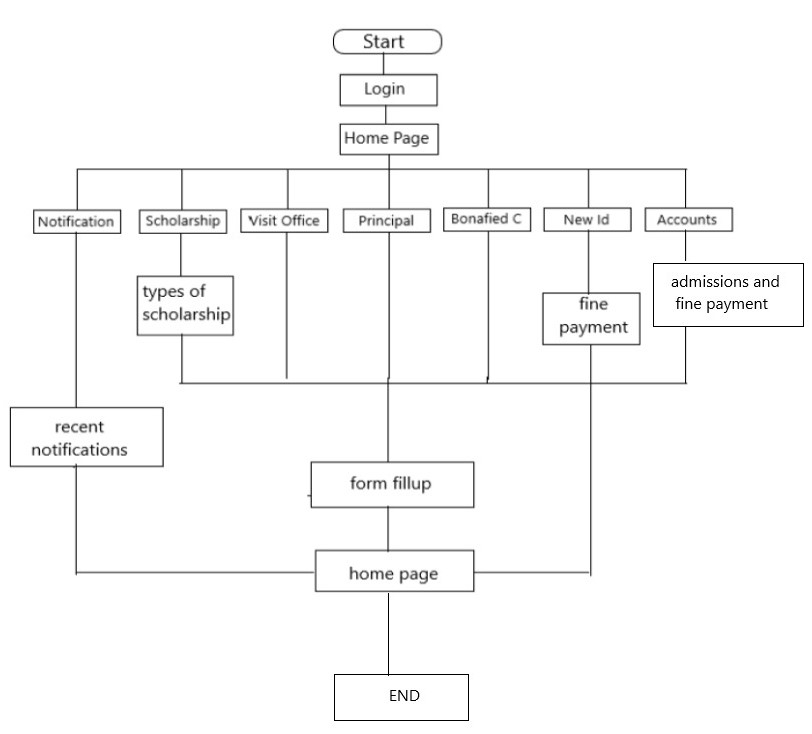 Start
Login
Home Page
Notification
Scholarship
Visit Office
Principal
Bonafied C
New Id
Accounts
types of
scholarship
fine
payment
admissions and
fine payment
recent
notifications
form fillup
home page
END